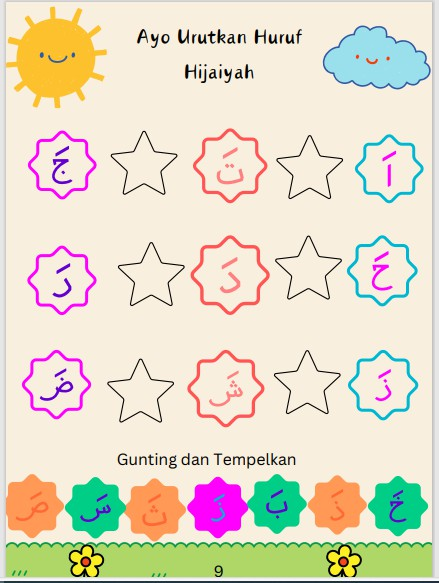 Ayo Urutkan Huruf
Hijaiyah
اَ تَ جَ
حَ دَ رَ
زَ شَ ضَ
Gunting dan Tempelkan
خَ ذَ بَ زَ ثَ سَ صَ
9